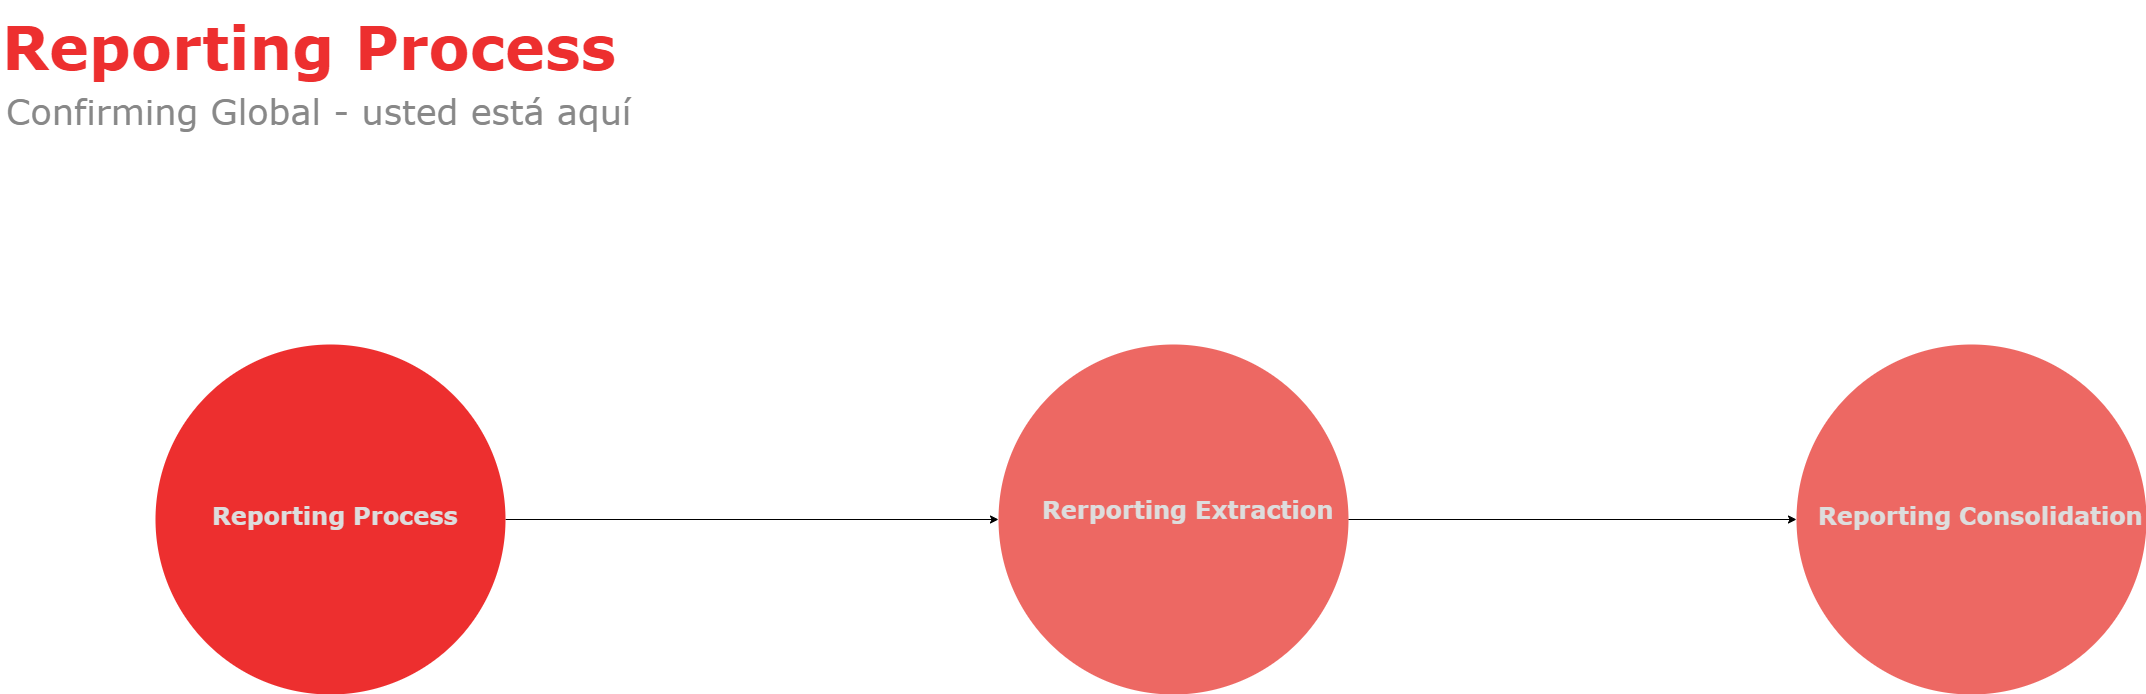 Reporting Process
Confirming Global - usted está aquí
Reporting Process
Rerporting Extraction
Reporting Consolidation